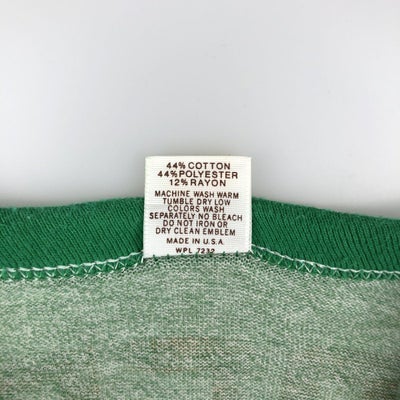 44% COTTON
44% POLYESTER
12% RAYON
MACHINE WASH WARM
TUMBLE DRY LOW
COLORS WASH
SEPARATELY NO BLEACH
DO NOT IRON OR
DRY CLEAN EMBLEM
MADE IN U.S.A.
WPL 7232